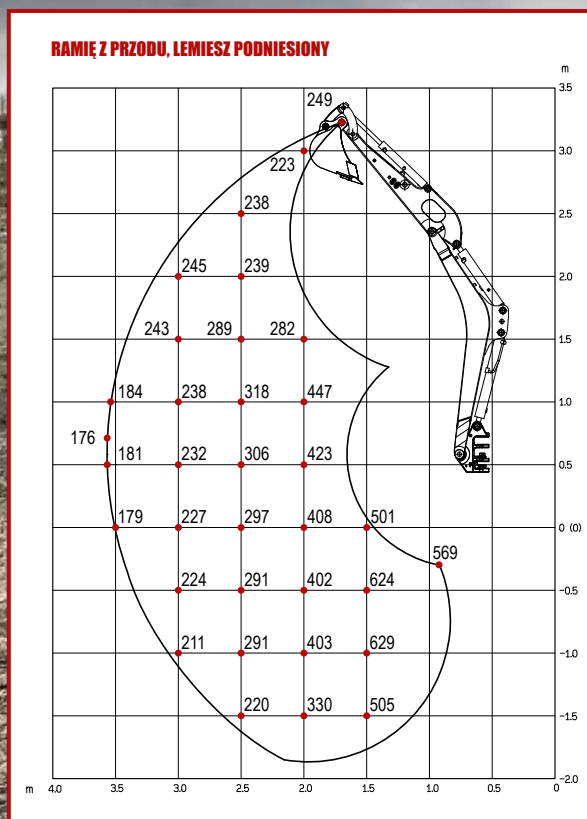 RAMIĘ Z PRZODU, LEMIESZ PODNIESIONY
m
3.5
249
223 3.0
238 2.5
245 239 2.0
243 289 282 1.5
184 238 318 447 1.0
176
181 232 306 423 0.5
179 227 297 408 501 0 (0)
569
224 291 402 624 -0.5
211 291 403 629 -1.0
220 330 505 -1.5
-2.0
m 4.0 3.5 3.0 2.5 2.0 1.5 1.0 0.5 0